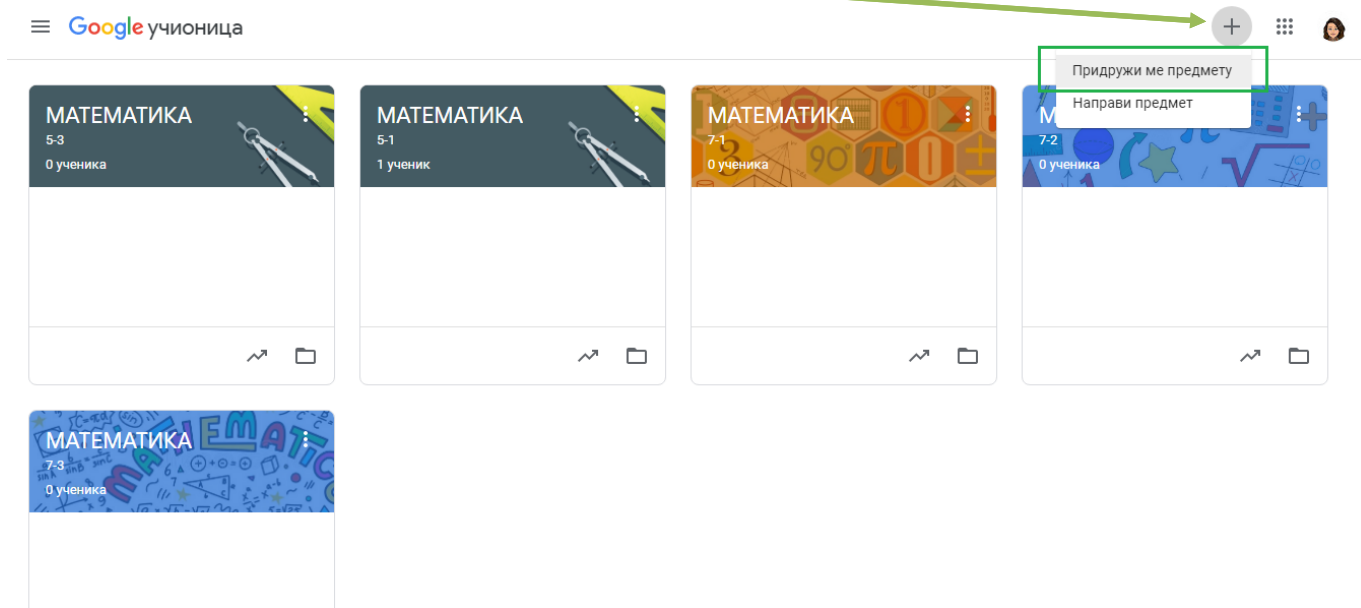 Google учионица
Придружи ме предмету
Направи предмет
МАТЕМАТИКА
5-3
0 ученика
МАТЕМАТИКА
5-1
1 ученик
МАТЕМАТИКА
7-1
0 ученика
М
7-2
0 ученика
МАТЕМАТИКА
7-3
0 ученика